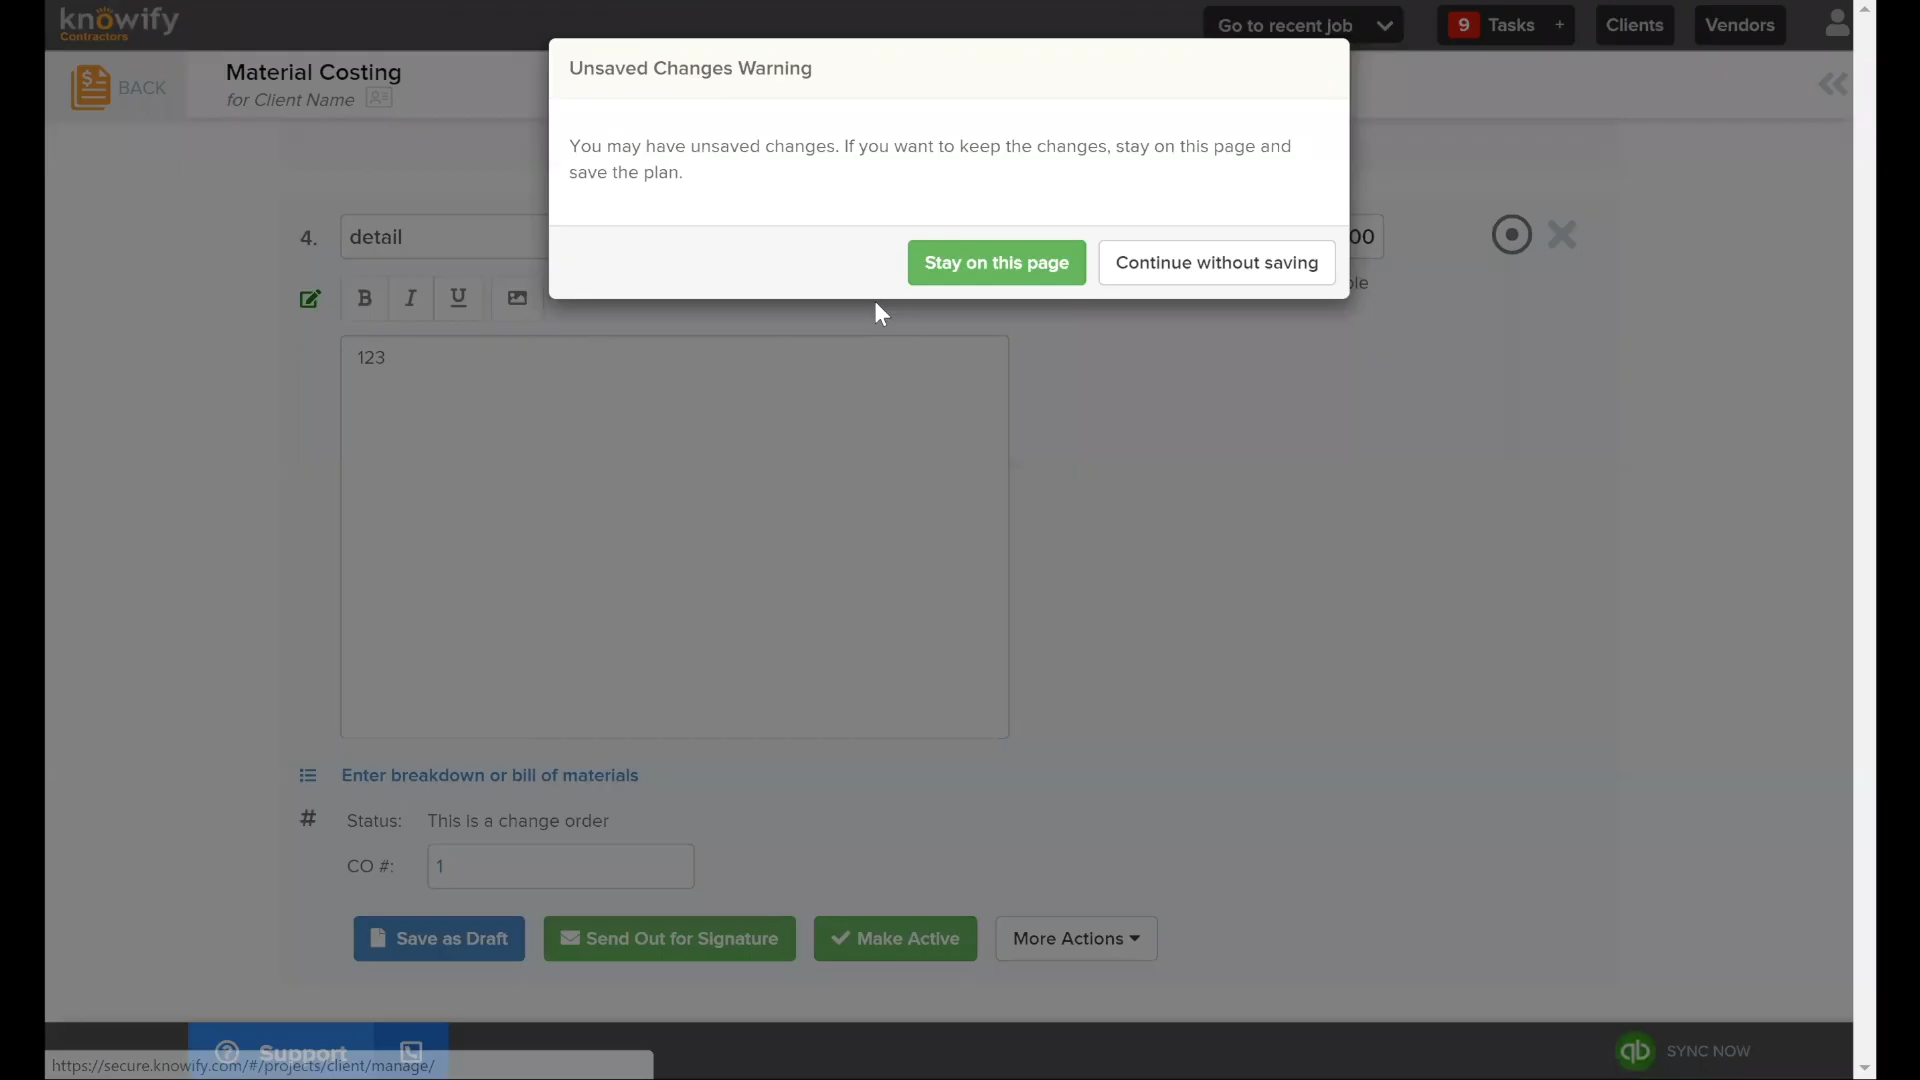 knowify
Contractors
Go to recent job
9 Tasks +
Clients
Vendors
BACK
Material Costing
for Client Name
Unsaved Changes Warning
You may have unsaved changes. If you want to keep the changes, stay on this page and
save the plan.
Stay on this page
Continue without saving
4.
detail
00
B I U
123
Enter breakdown or bill of materials
# Status: This is a change order
CO #: 1
Save as Draft
Send Out for Signature
Make Active
More Actions
Support
https://secure.knowify.com/#/projects/client/manage/
qb SYNC NOW